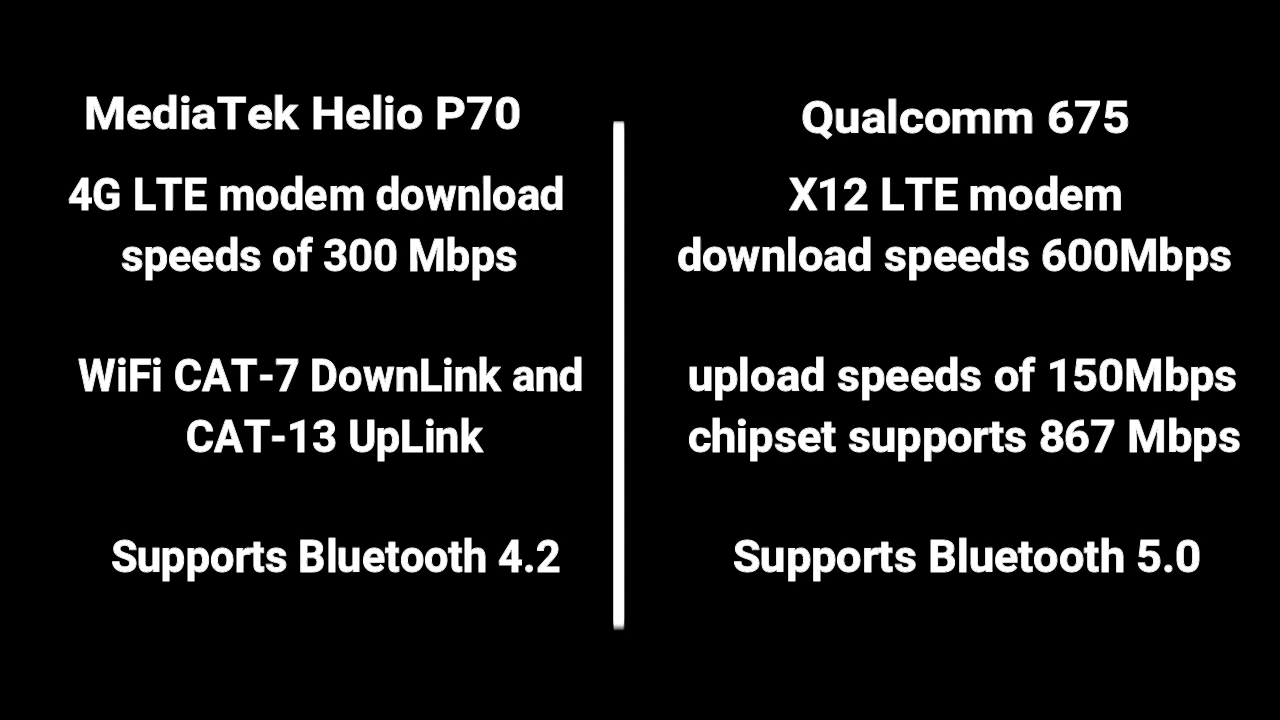 MediaTek Helio P70
4G LTE modem download
speeds of 300 Mbps
WiFi CAT-7 DownLink and
CAT-13 UpLink
Supports Bluetooth 4.2
Qualcomm 675
X12 LTE modem
download speeds 600Mbps
upload speeds of 150Mbps
chipset supports 867 Mbps
Supports Bluetooth 5.0